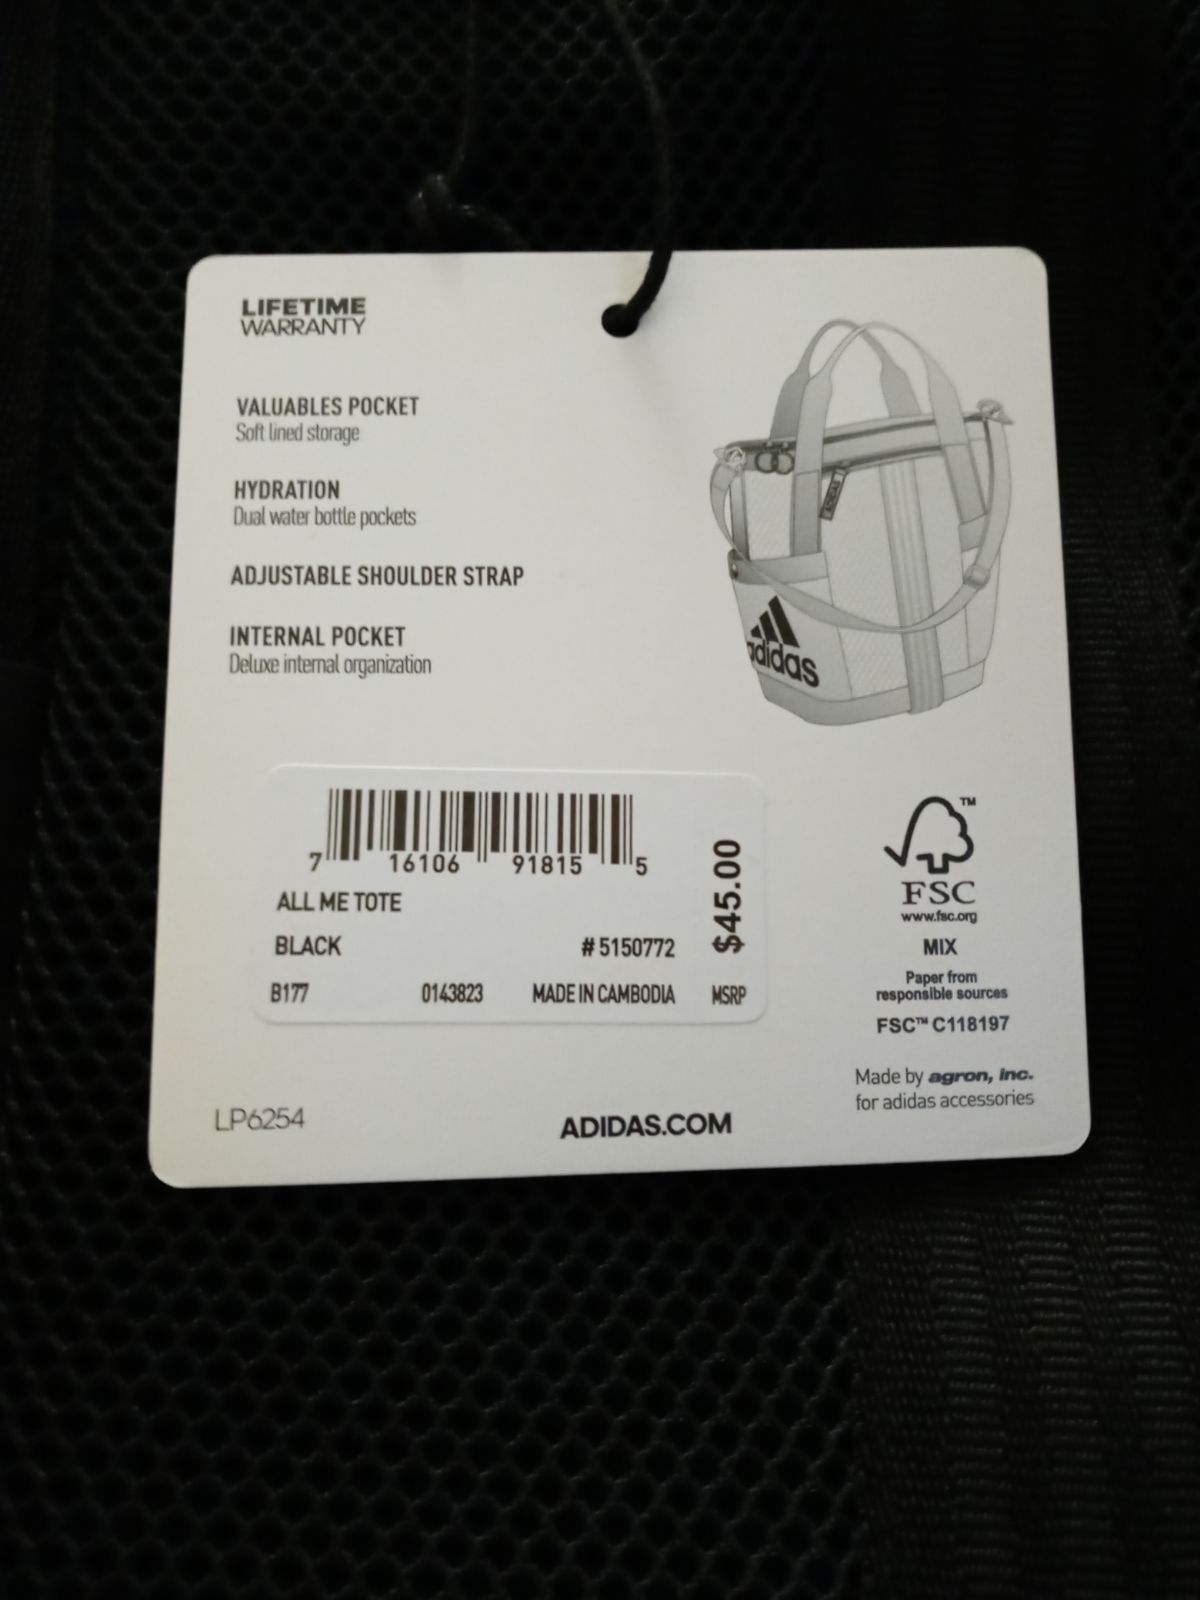 LIFETIME
WARRANTY
VALUABLES POCKET
Soft lined storage
HYDRATION
Dual water bottle pockets
ADJUSTABLE SHOULDER STRAP
INTERNAL POCKET
Deluxe internal organization
adidas
adidas
7 16106 91815 5
ALL ME TOTE
BLACK # 5150772
B177 0143823 MADE IN CAMBODIA
$45.00
MSRP
TM
FSC
www.fsc.org
MIX
Paper from
responsible sources
FSC™ C118197
Made by agron, inc.
for adidas accessories
LP6254
ADIDAS.COM